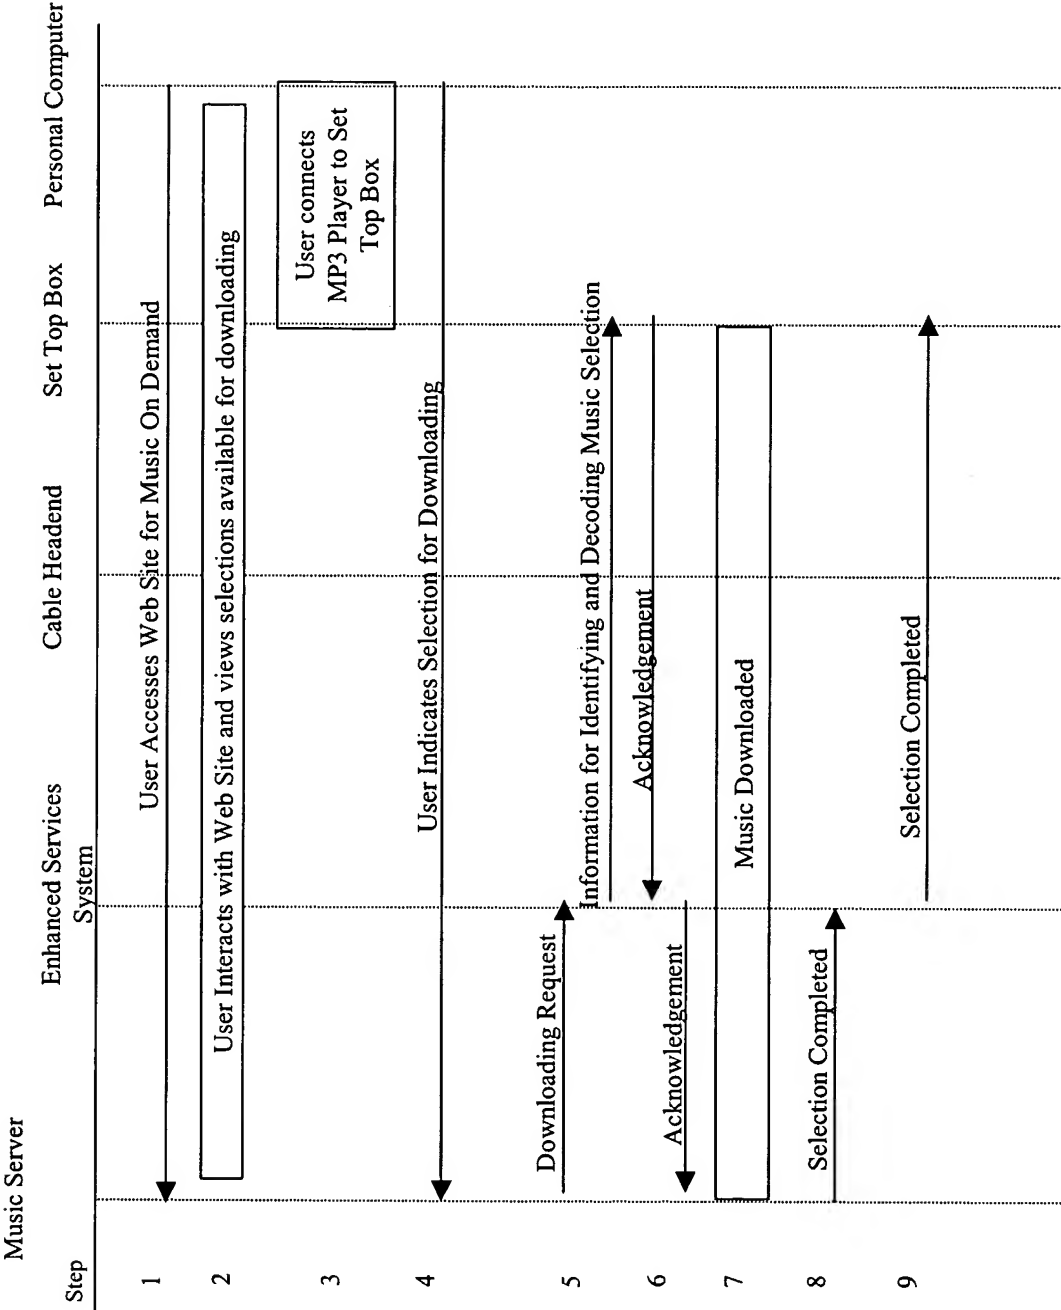 Step
Music Server
Enhanced Services
System
Cable Headend
Set Top Box
Personal Computer
1
User Accesses Web Site for Music On Demand
2
User Interacts with Web Site and views selections available for downloading
3
User connects
MP3 Player to Set
Top Box
4
User Indicates Selection for Downloading
5
Downloading Request
Information for Identifying and Decoding Music Selection
6
Acknowledgement
Acknowledgement
7
Music Downloaded
8
Selection Completed
9
Selection Completed